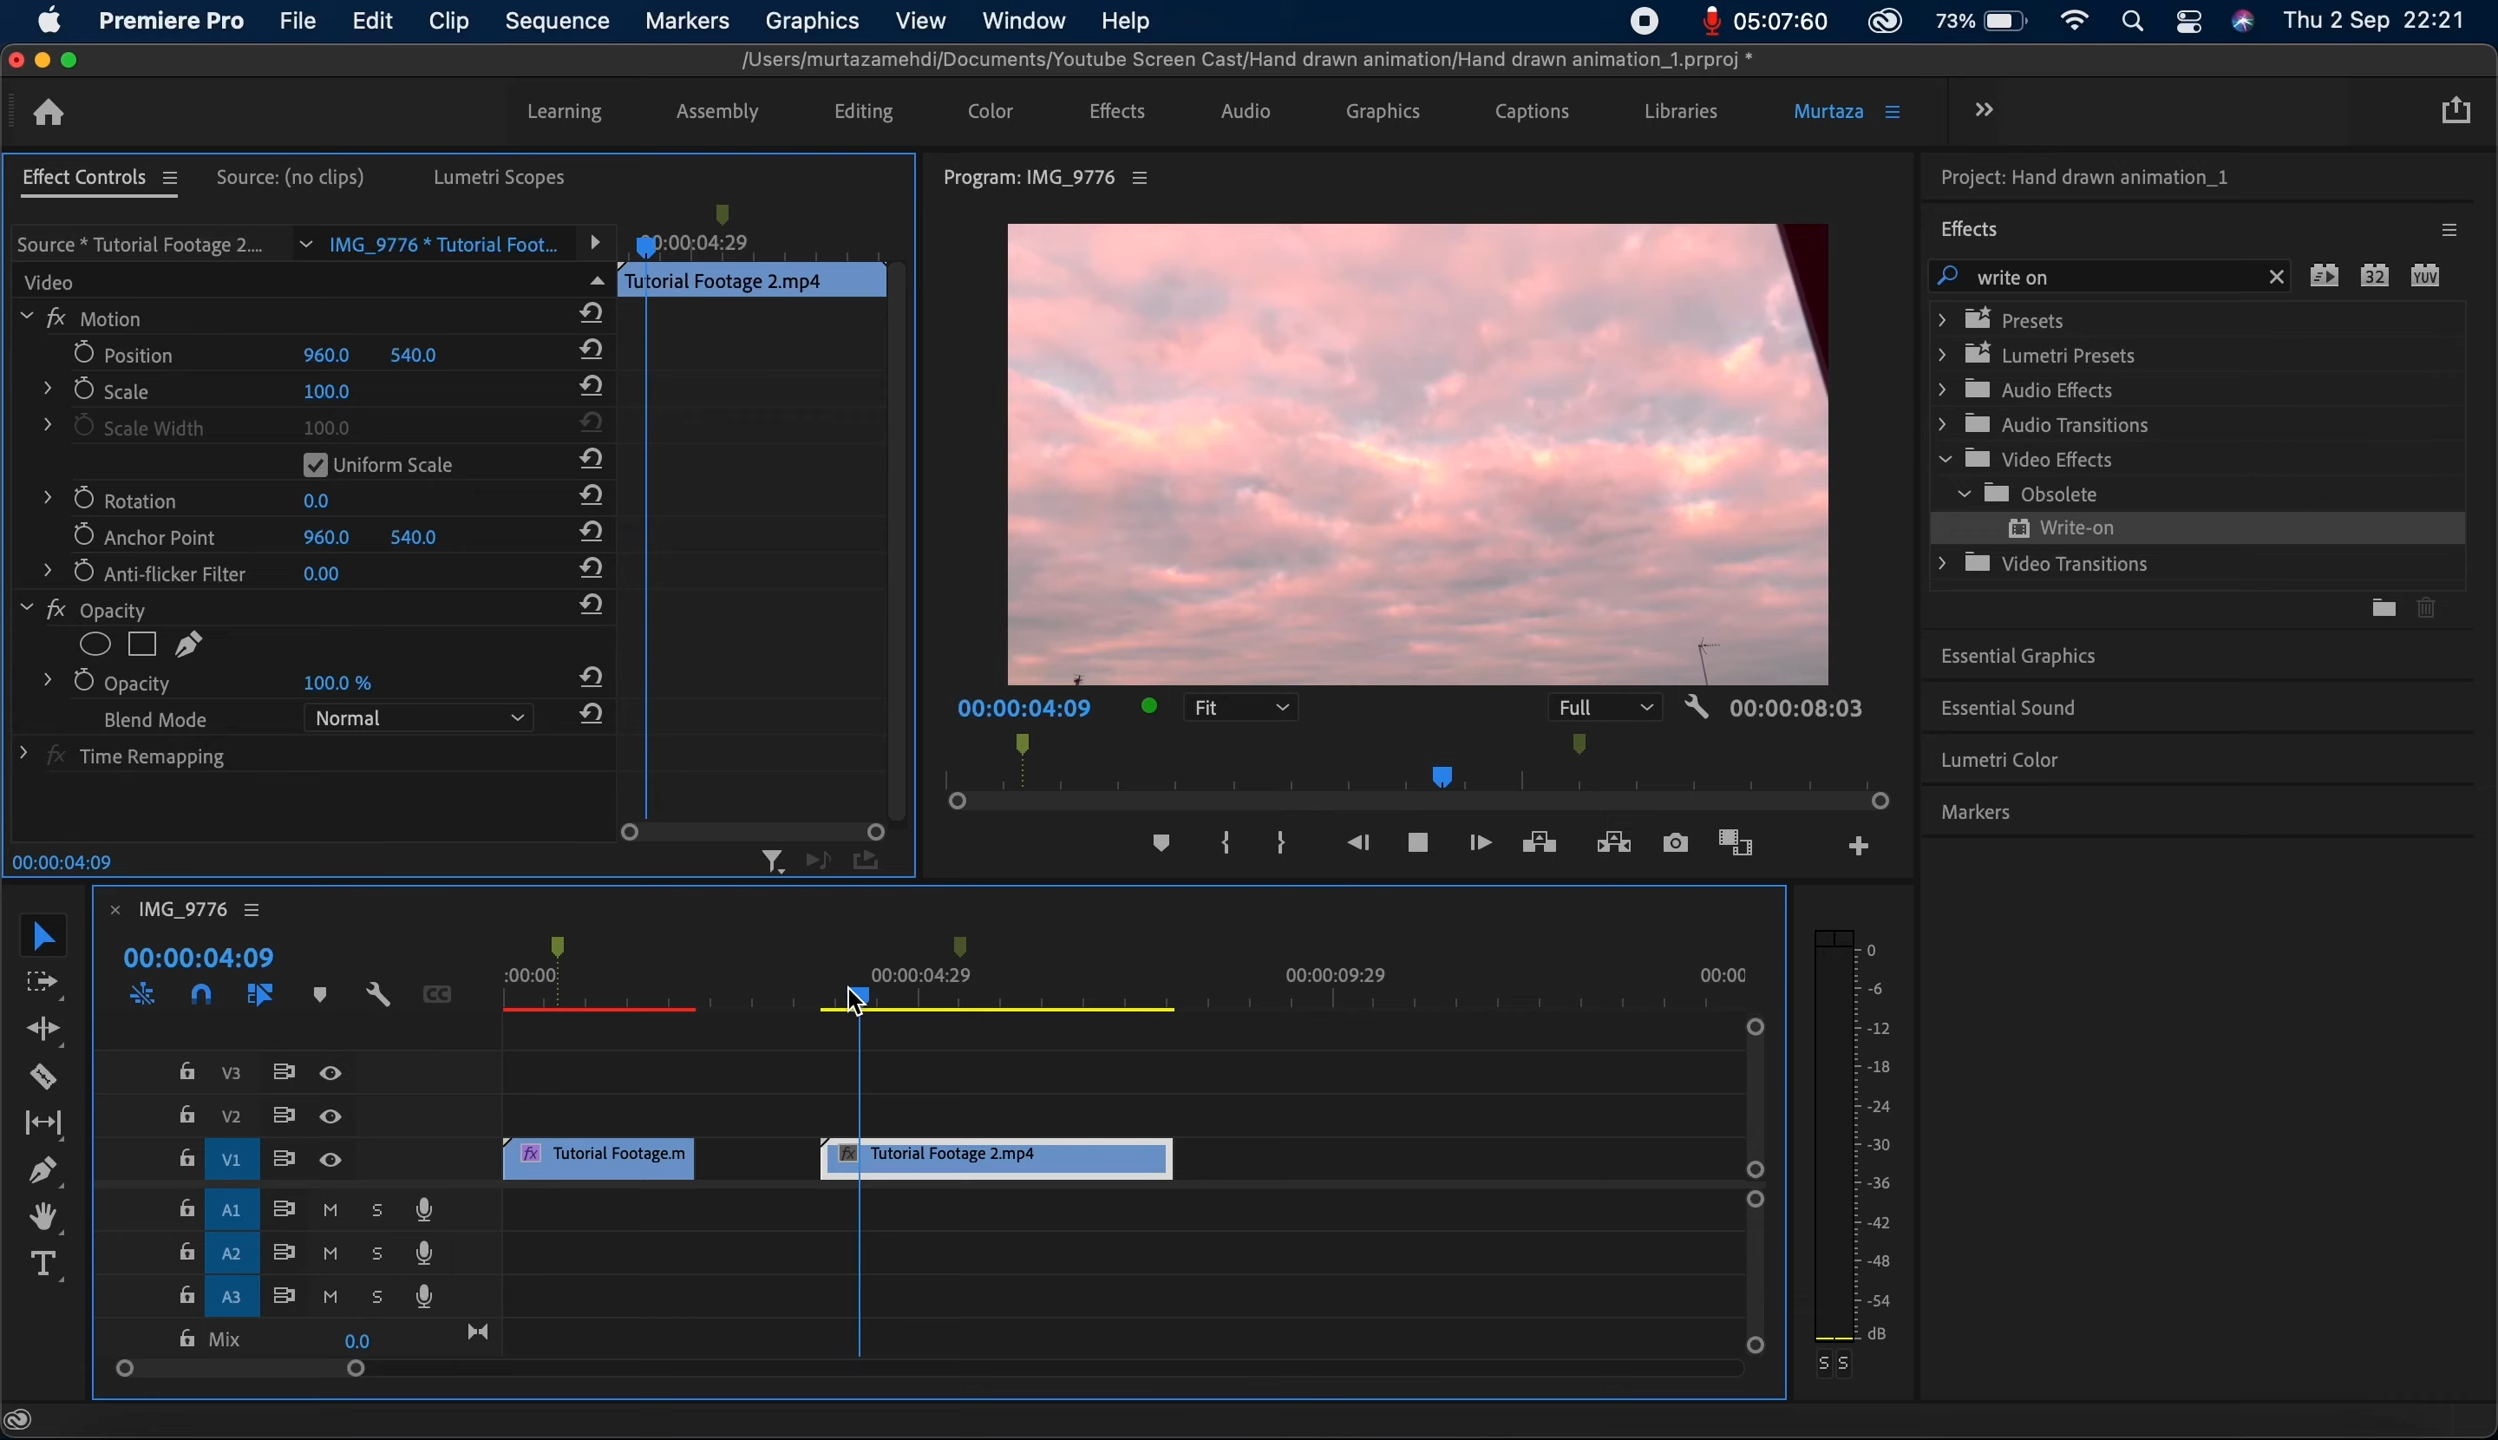 Premiere Pro File Edit Clip Sequence Markers Graphics View Window Help 05:07:60 73% Thu 2 Sep 22:21
/Users/murtazamehdi/Documents/Youtube Screen Cast/Hand drawn animation/Hand drawn animation_1.prproj *
Learning Assembly Editing Color Effects Audio Graphics Captions Libraries Murtaza
Effect Controls Source: (no clips) Lumetri Scopes
Source * Tutorial Footage 2.... IMG_9776 * Tutorial Foot...
Video
fx Motion
Position 960.0 540.0
Scale 100.0
Scale Width 100.0
Uniform Scale
Rotation 0.0
Anchor Point 960.0 540.0
Anti-flicker Filter 0.00
fx Opacity
Opacity 100.0 %
Blend Mode Normal
fx Time Remapping
00:00:04:09
0:00:04:29
Tutorial Footage 2.mp4
Program: IMG_9776
00:00:04:09 Fit Full 00:00:08:03
Project: Hand drawn animation_1
Effects
write on 32 YUV
Presets
Lumetri Presets
Audio Effects
Audio Transitions
Video Effects
Obsolete
Write-on
Video Transitions
Essential Graphics
Essential Sound
Lumetri Color
Markers
IMG_9776
00:00:04:09
CC
:00:00 00:00:04:29 00:00:09:29 00:00
V3
V2
V1 fx Tutorial Footage.m fx Tutorial Footage 2.mp4
A1 M S
A2 M S
A3 M S
Mix 0.0
0
-6
-12
-18
-24
-30
-36
-42
-48
-54
dB
S S
T